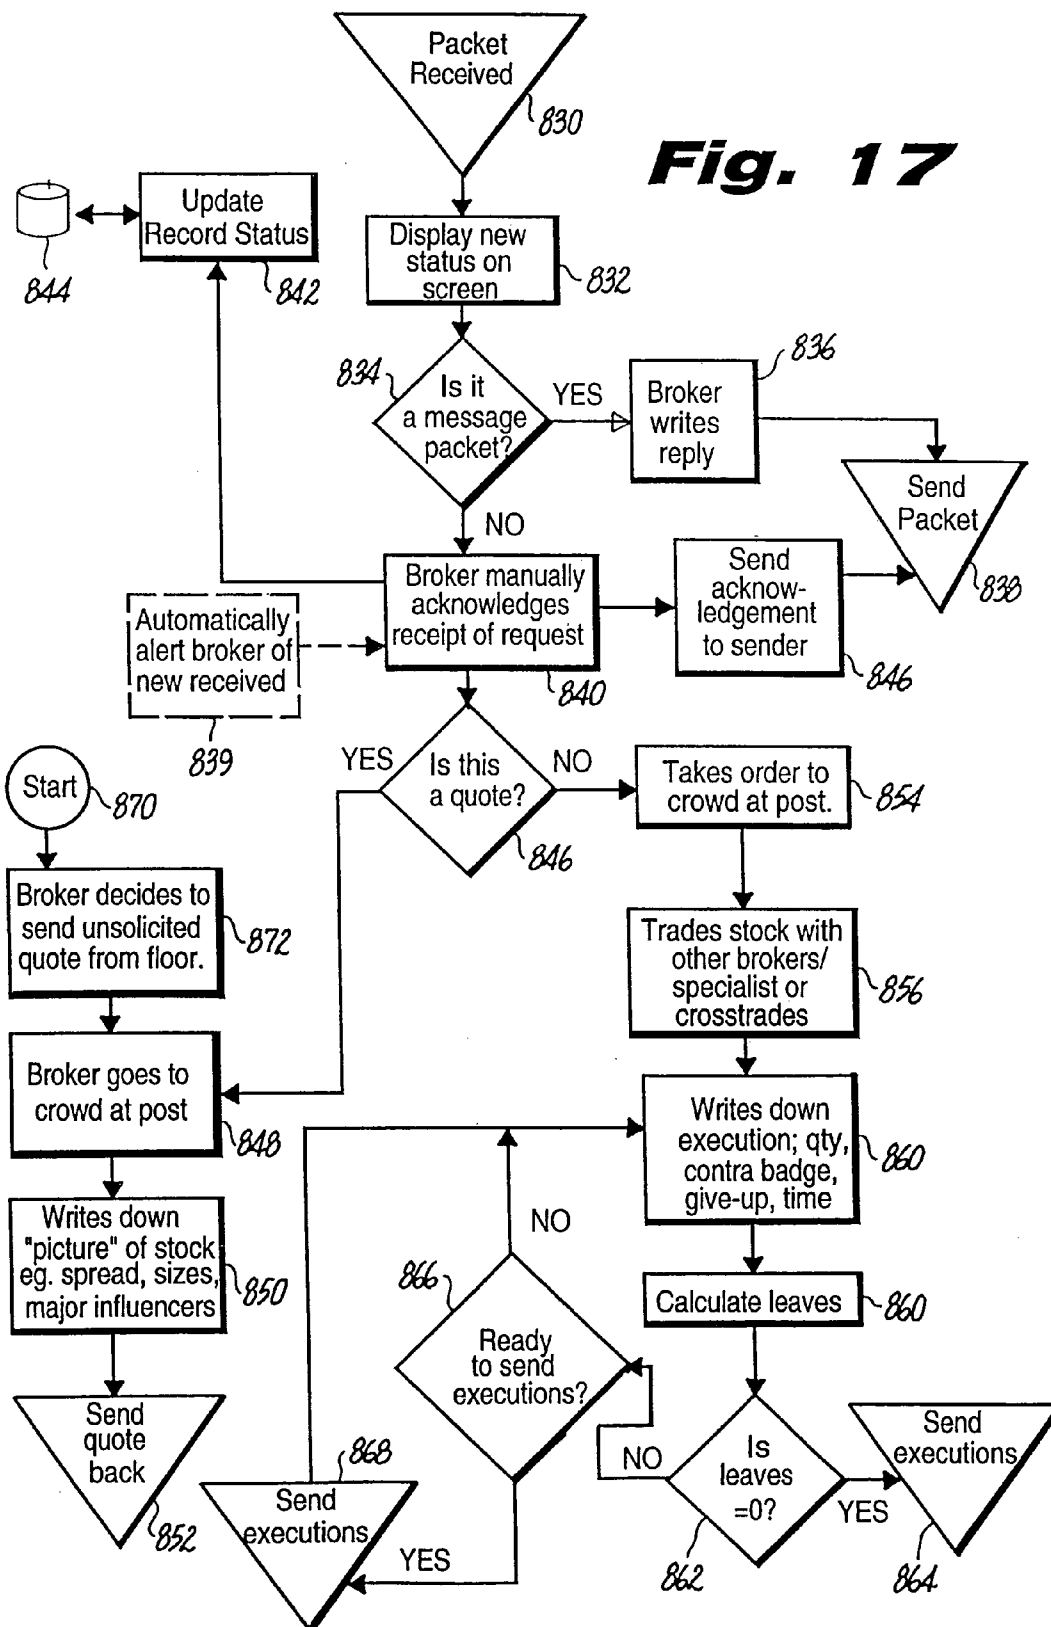 Packet
Received
830
Fig. 17
Update
Record Status
844
842
Display new
status on
screen
832
834
Is it
a message
packet?
YES
836
Broker
writes
reply
Send
Packet
838
NO
Broker manually
acknowledges
receipt of request
840
Send
acknow-
ledgement
to sender
846
Automatically
alert broker of
new received
839
YES
Is this
a quote?
846
NO
Takes order to
crowd at post.
854
Start
870
Broker decides to
send unsolicited
quote from floor.
872
Trades stock with
other brokers/
specialist or
crosstrades
856
Broker goes to
crowd at post
848
Writes down
execution; qty,
contra badge,
give-up, time
860
Writes down
"picture" of stock
eg. spread, sizes,
major influencers
850
NO
866
Ready
to send
executions?
Calculate leaves
860
Send
quote
back
852
868
Send
executions
YES
NO
Is
leaves
=0?
862
YES
Send
executions
864